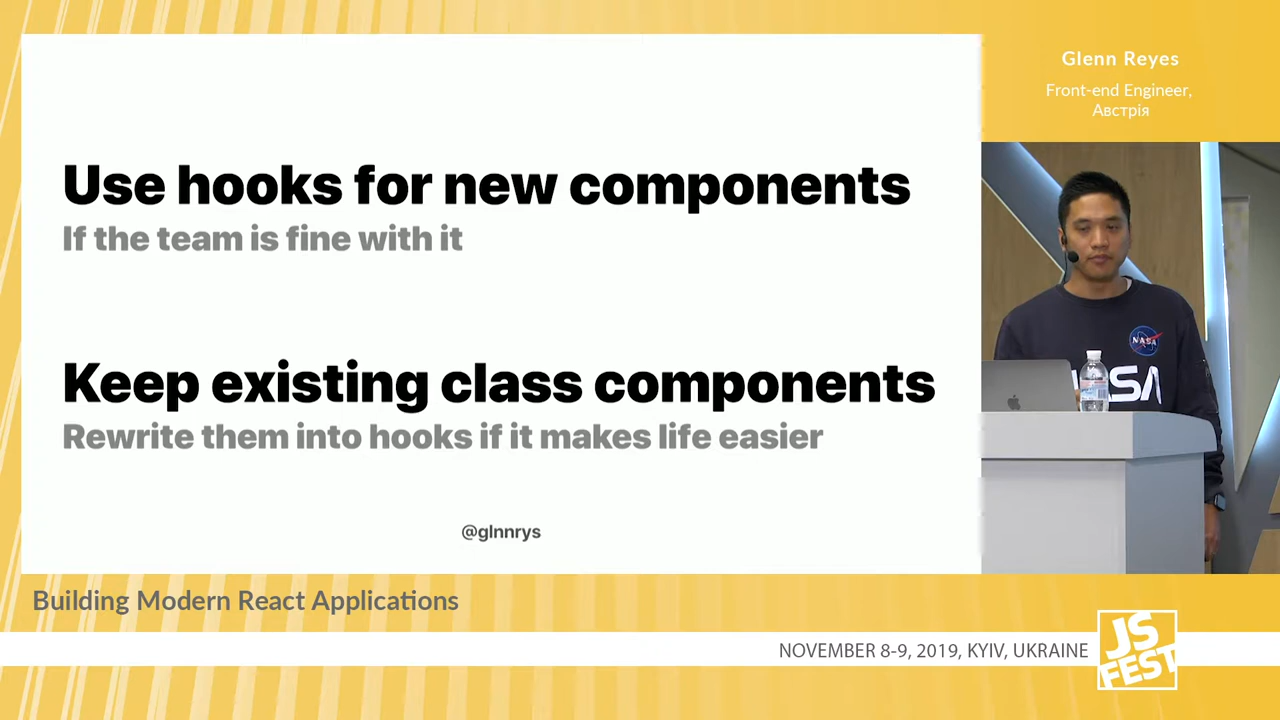 Use hooks for new components
If the team is fine with it
Keep existing class components
Rewrite them into hooks if it makes life easier
@glnnrys
Glenn Reyes
Front-end Engineer,
Австрія
NASA
Building Modern React Applications
NOVEMBER 8-9, 2019, KYIV, UKRAINE
JS
FEST